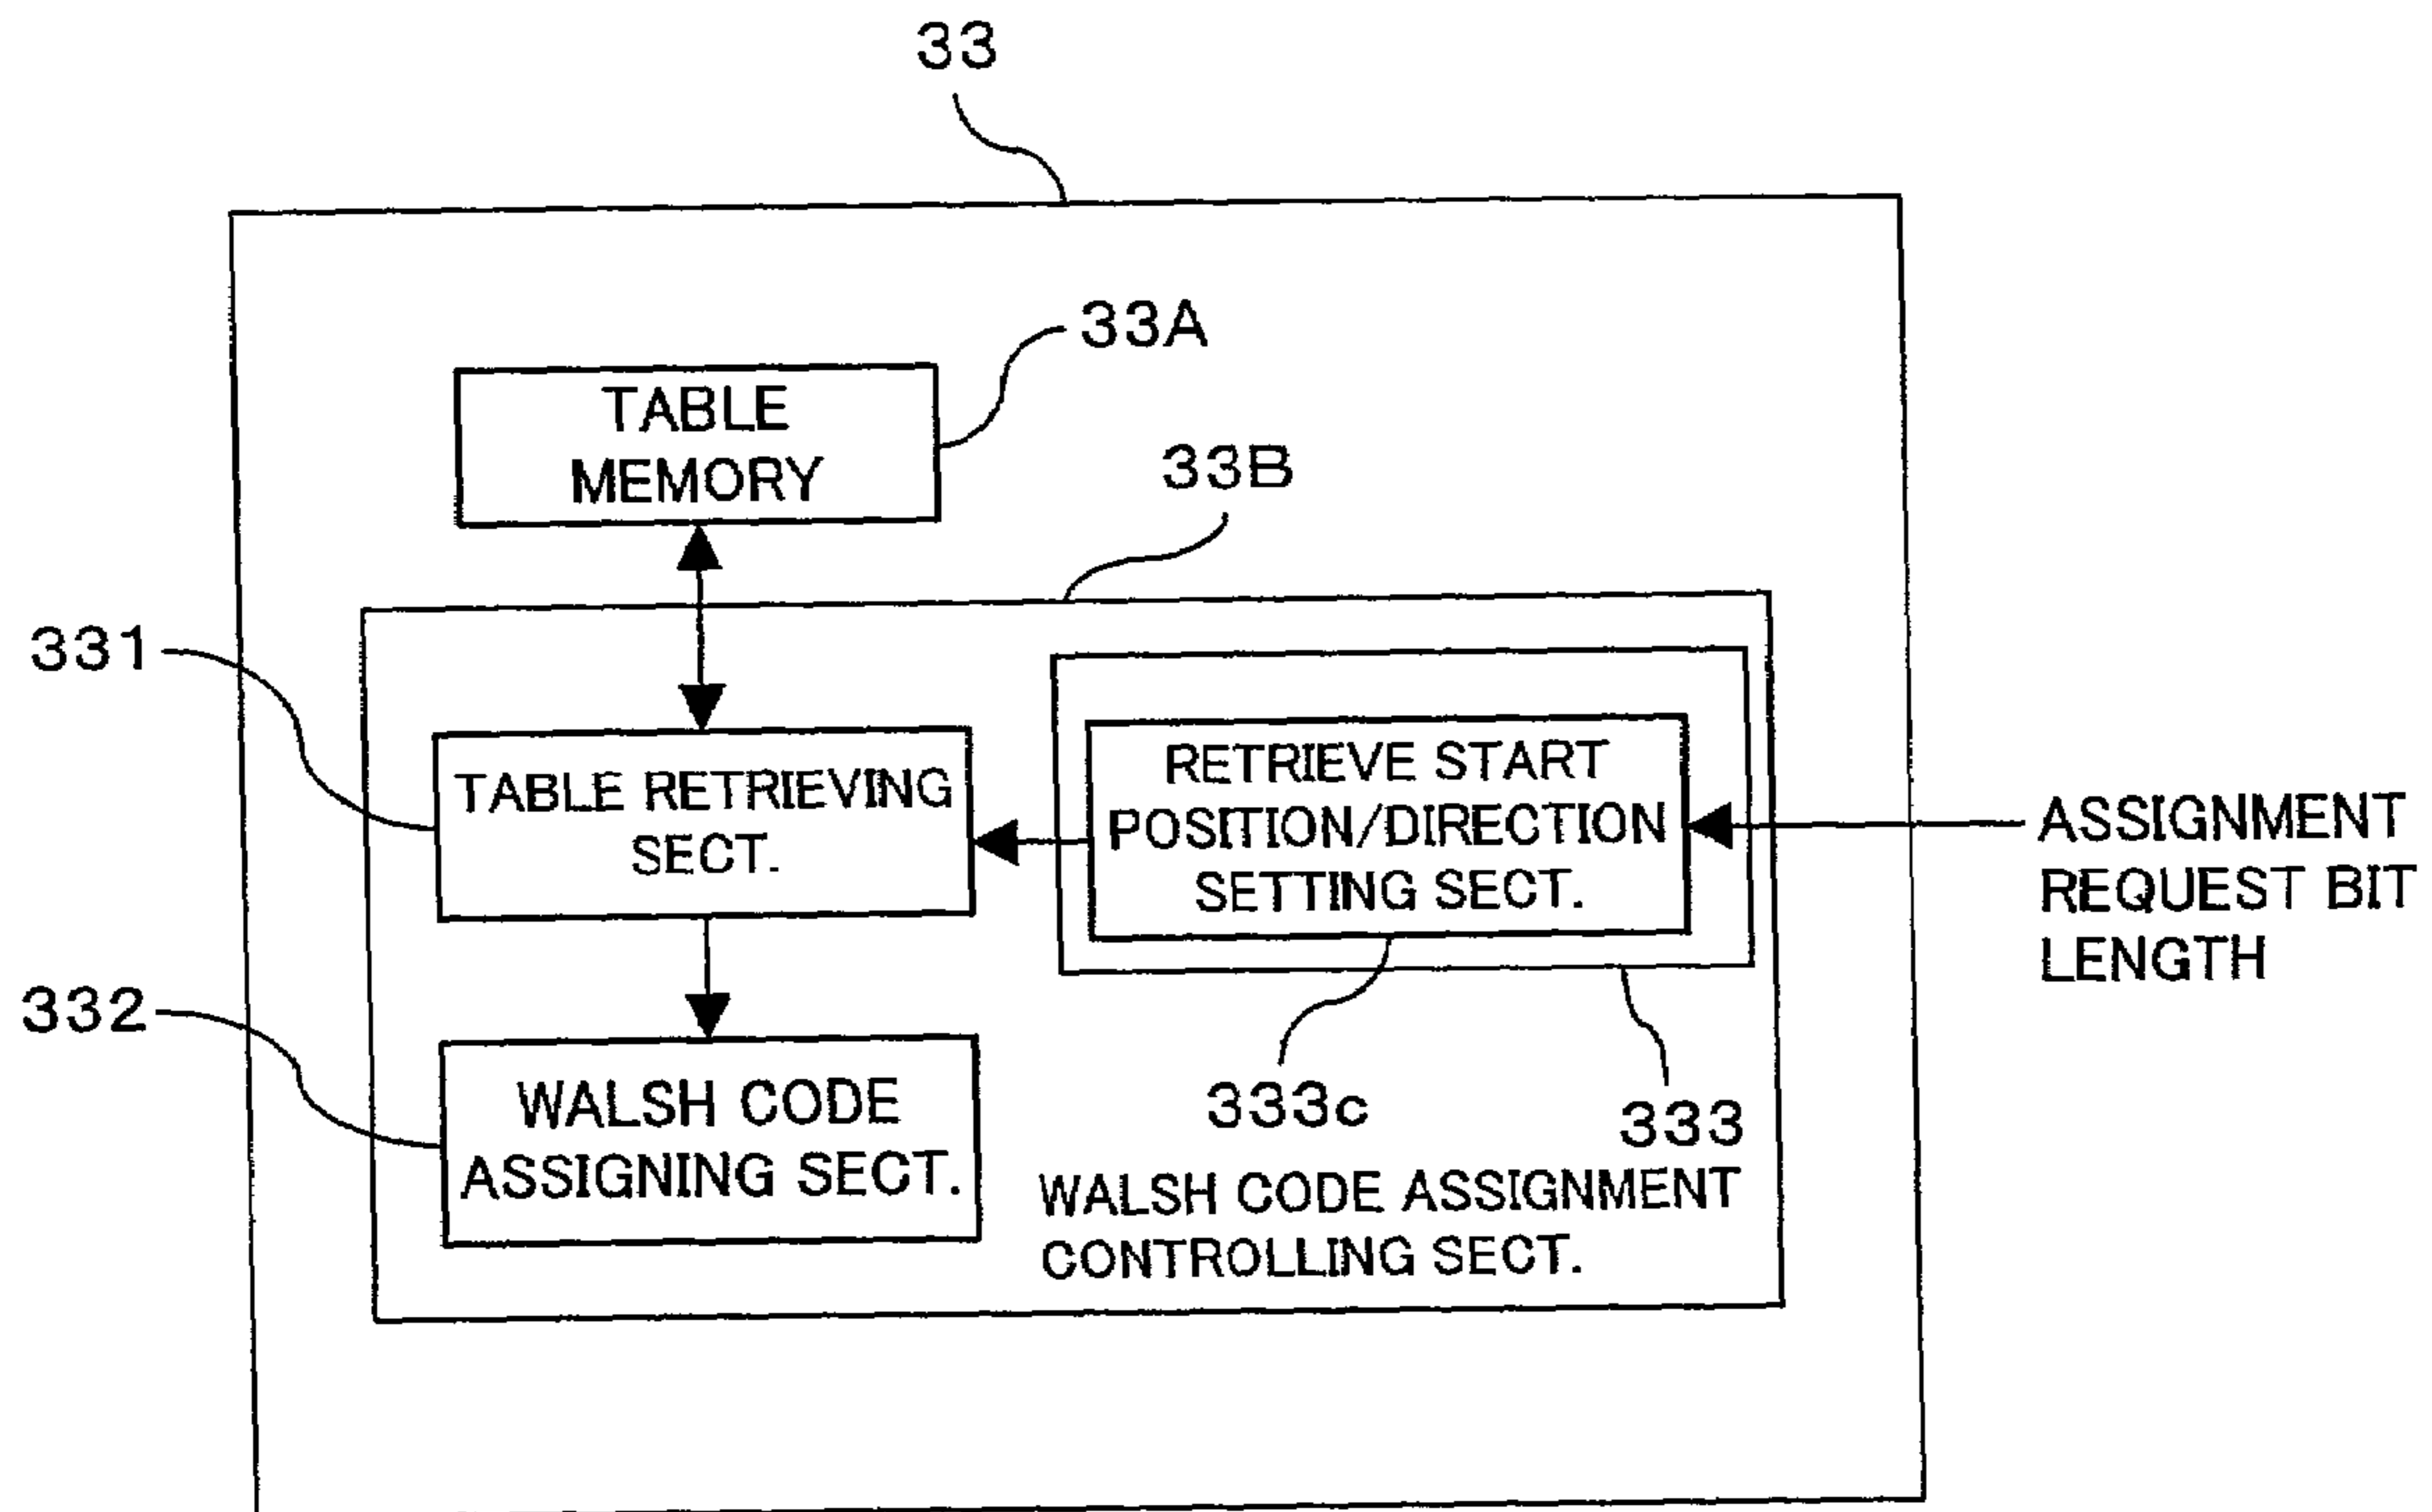 33
33A
TABLE
MEMORY
33B
331
TABLE RETRIEVING
SECT.
RETRIEVE START
POSITION/DIRECTION
SETTING SECT.
ASSIGNMENT
REQUEST BIT
LENGTH
332
WALSH CODE
ASSIGNING SECT.
333c
333
WALSH CODE ASSIGNMENT
CONTROLLING SECT.